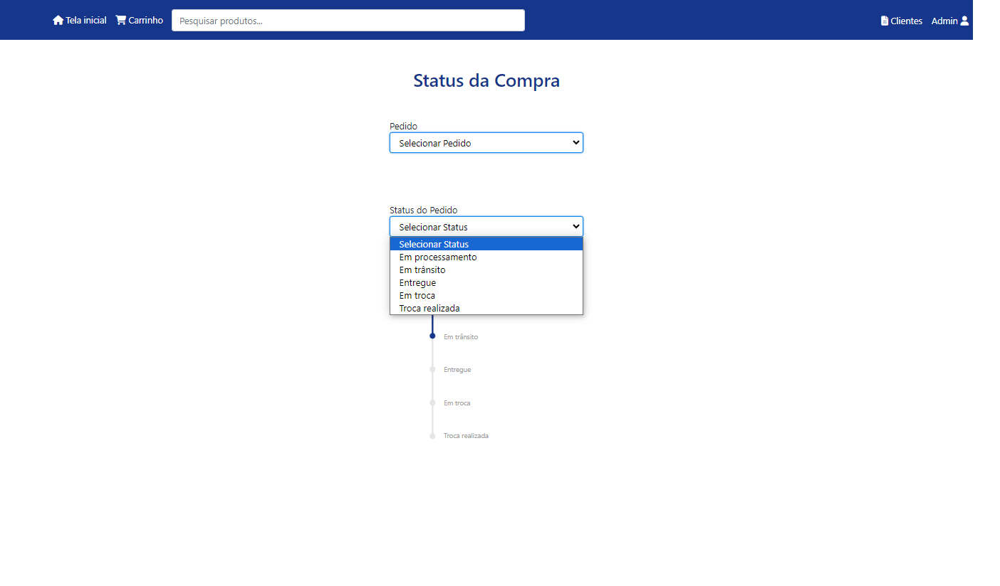 Tela inicial Carrinho Pesquisar produtos... Clientes Admin
Status da Compra
Pedido
Selecionar Pedido
Status do Pedido
Selecionar Status
Selecionar Status
Em processamento
Em trânsito
Entregue
Em troca
Troca realizada
Em trânsito
Entregue
Em troca
Troca realizada